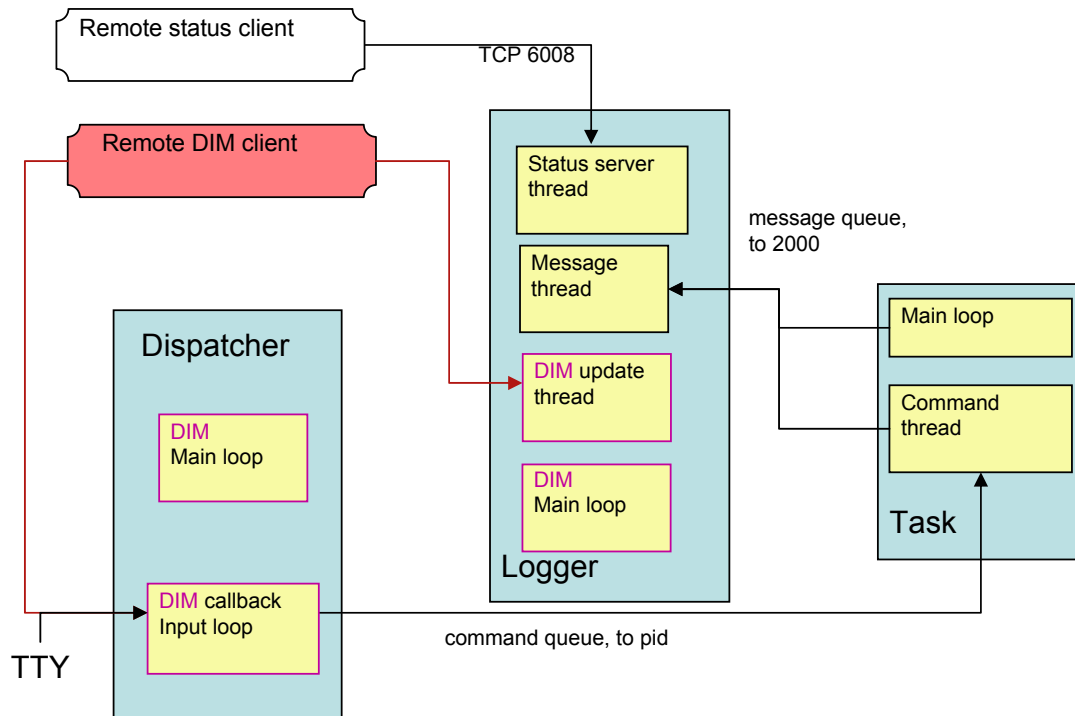 Remote status client
TCP 6008
Remote DIM client
Status server
thread
message queue,
to 2000
Message
thread
Main loop
Dispatcher
DIM update
thread
Command
thread
DIM
Main loop
DIM
Main loop
Task
Logger
DIM callback
Input loop
command queue, to pid
TTY